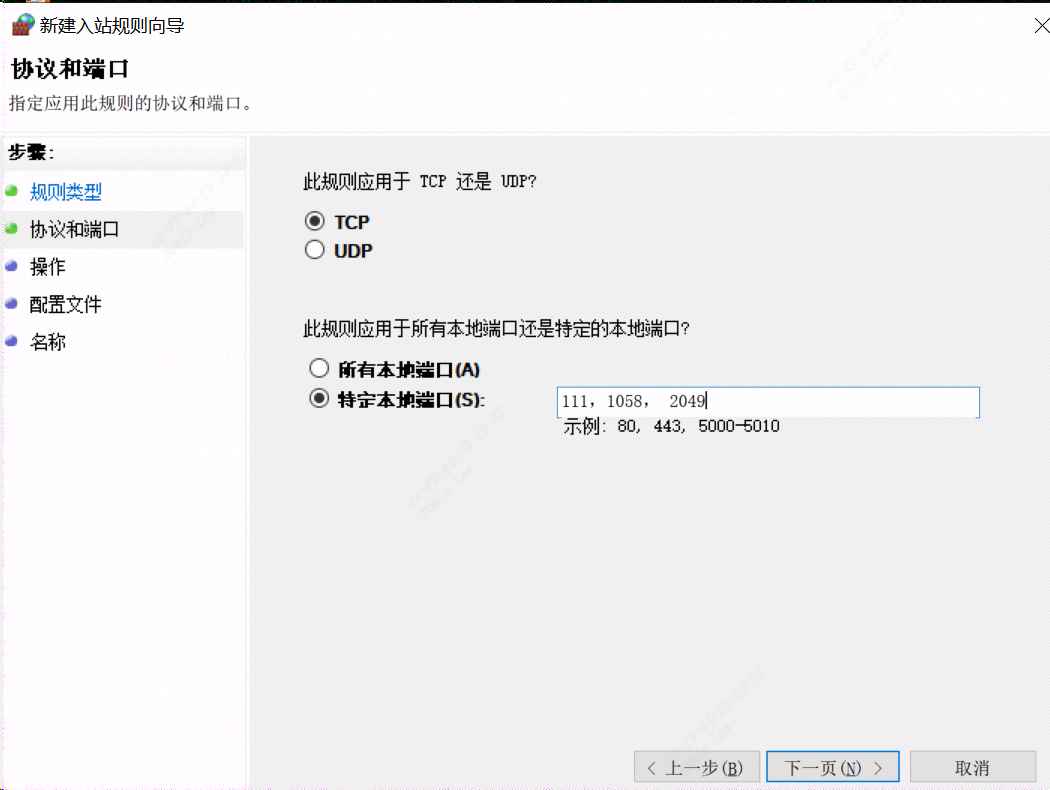 新建入站规则向导
协议和端口
指定应用此规则的协议和端口。
步骤:
规则类型
协议和端口
操作
配置文件
名称
此规则应用于 TCP 还是 UDP?
TCP
UDP
此规则应用于所有本地端口还是特定的本地端口?
所有本地端口(A)
特定本地端口(S):
111，1058， 2049
示例: 80, 443, 5000-5010
< 上一步(B)
下一页(N) >
取消